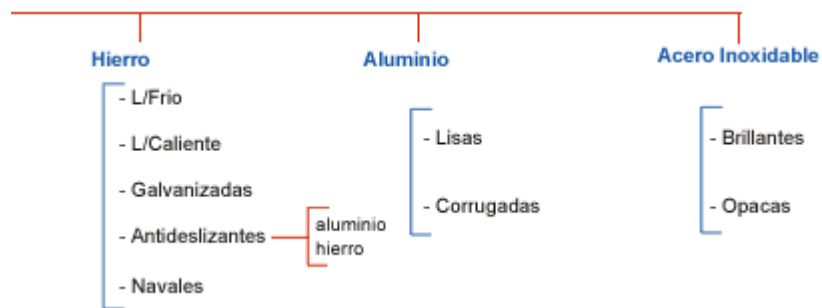 Hierro
- L/Frio
- L/Caliente
- Galvanizadas
- Antideslizantes
aluminio
hierro
- Navales
Aluminio
- Lisas
- Corrugadas
Acero Inoxidable
- Brillantes
- Opacas